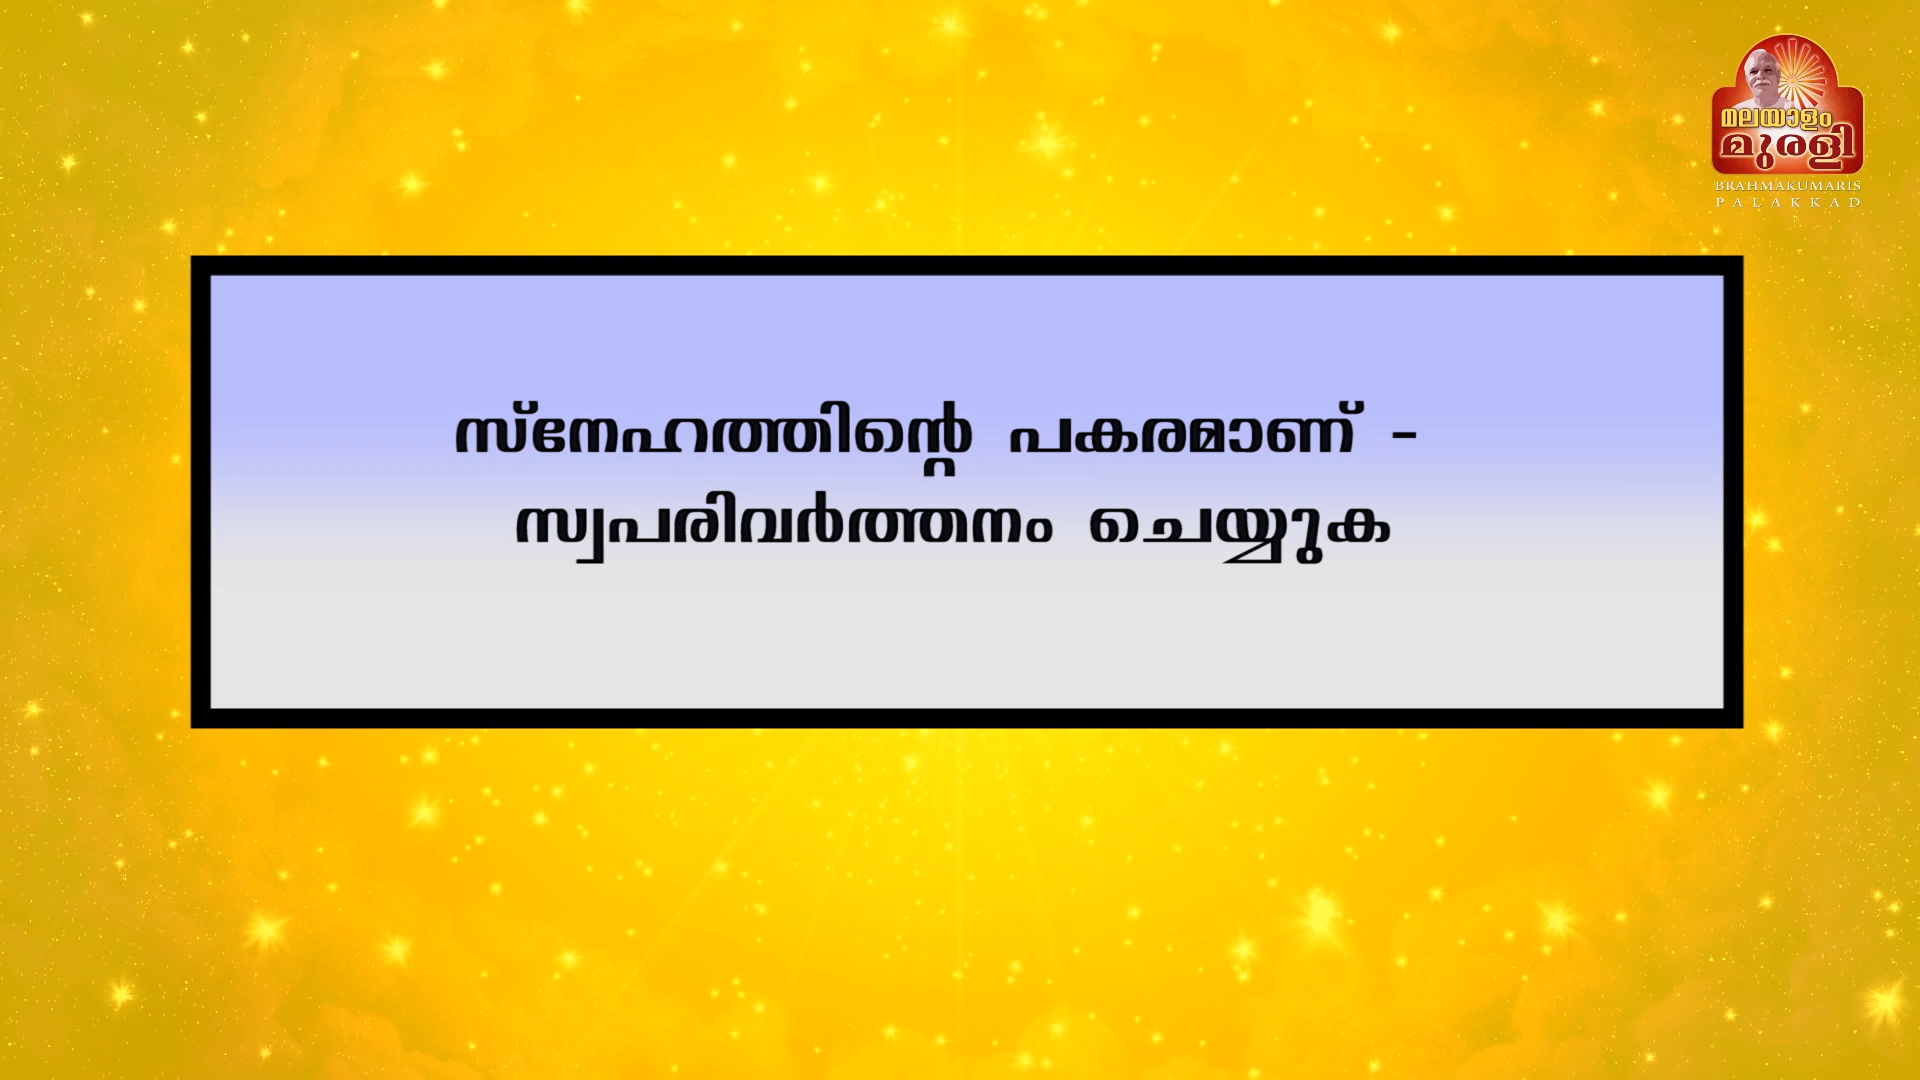 മലയാളം
മുരളി
BRAHMAKUMARIS
PALAKKAD
സ്നേഹത്തിന്റെ പകരമാണ് -
സ്വപരിവർത്തനം ചെയ്യുക